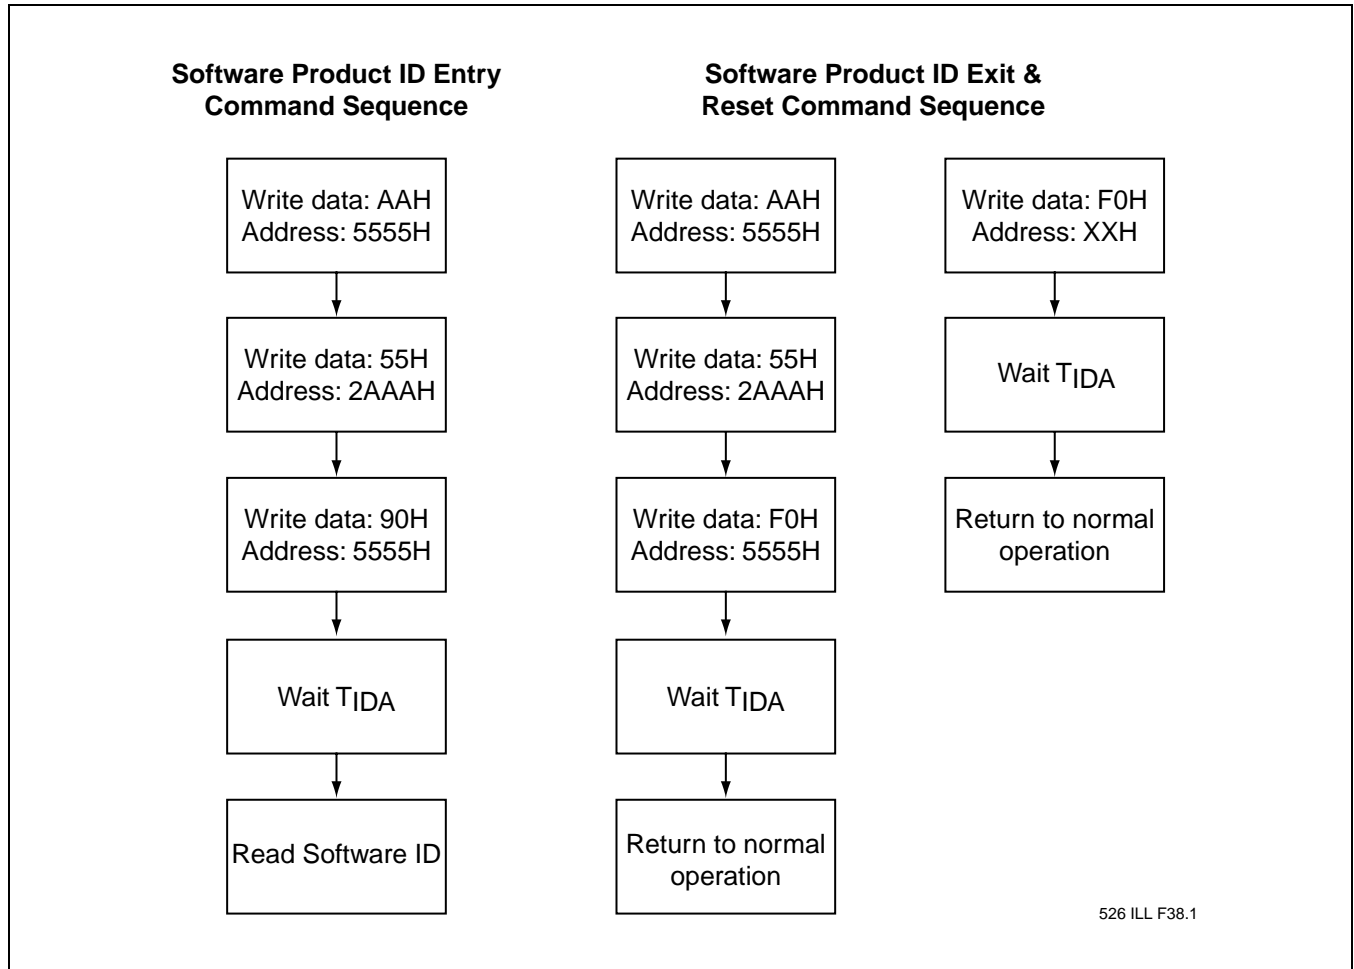 Software Product ID Entry
Command Sequence
Write data: AAH
Address: 5555H
Write data: 55H
Address: 2AAAH
Write data: 90H
Address: 5555H
Wait TIDA
Read Software ID
Software Product ID Exit &
Reset Command Sequence
Write data: AAH
Address: 5555H
Write data: 55H
Address: 2AAAH
Write data: F0H
Address: 5555H
Wait TIDA
Return to normal
operation
Write data: F0H
Address: XXH
Wait TIDA
Return to normal
operation
526 ILL F38.1